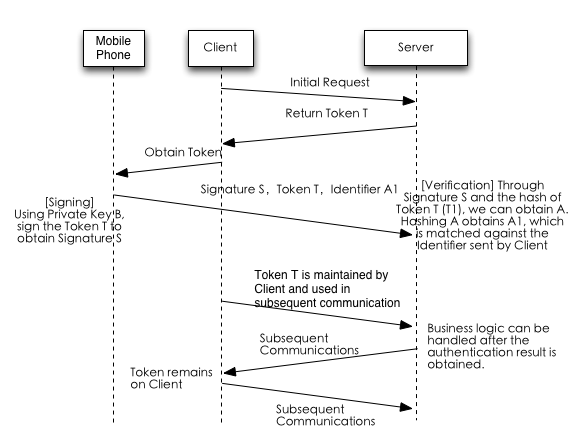 Mobile
Phone
Client
Server
Initial Request
Return Token T
Obtain Token
Signature S, Token T, Identifier A1
[Signing]
Using Private Key B,
sign the Token T to
obtain Signature S
[Verification] Through
Signature S and the hash of
Token T (T1), we can obtain A.
Hashing A obtains A1, which
is matched against the
Identifier sent by Client
Token T is maintained by
Client and used in
subsequent communication
Subsequent
Communications
Business logic can be
handled after the
authentication result is
obtained.
Token remains
on Client
Subsequent
Communications